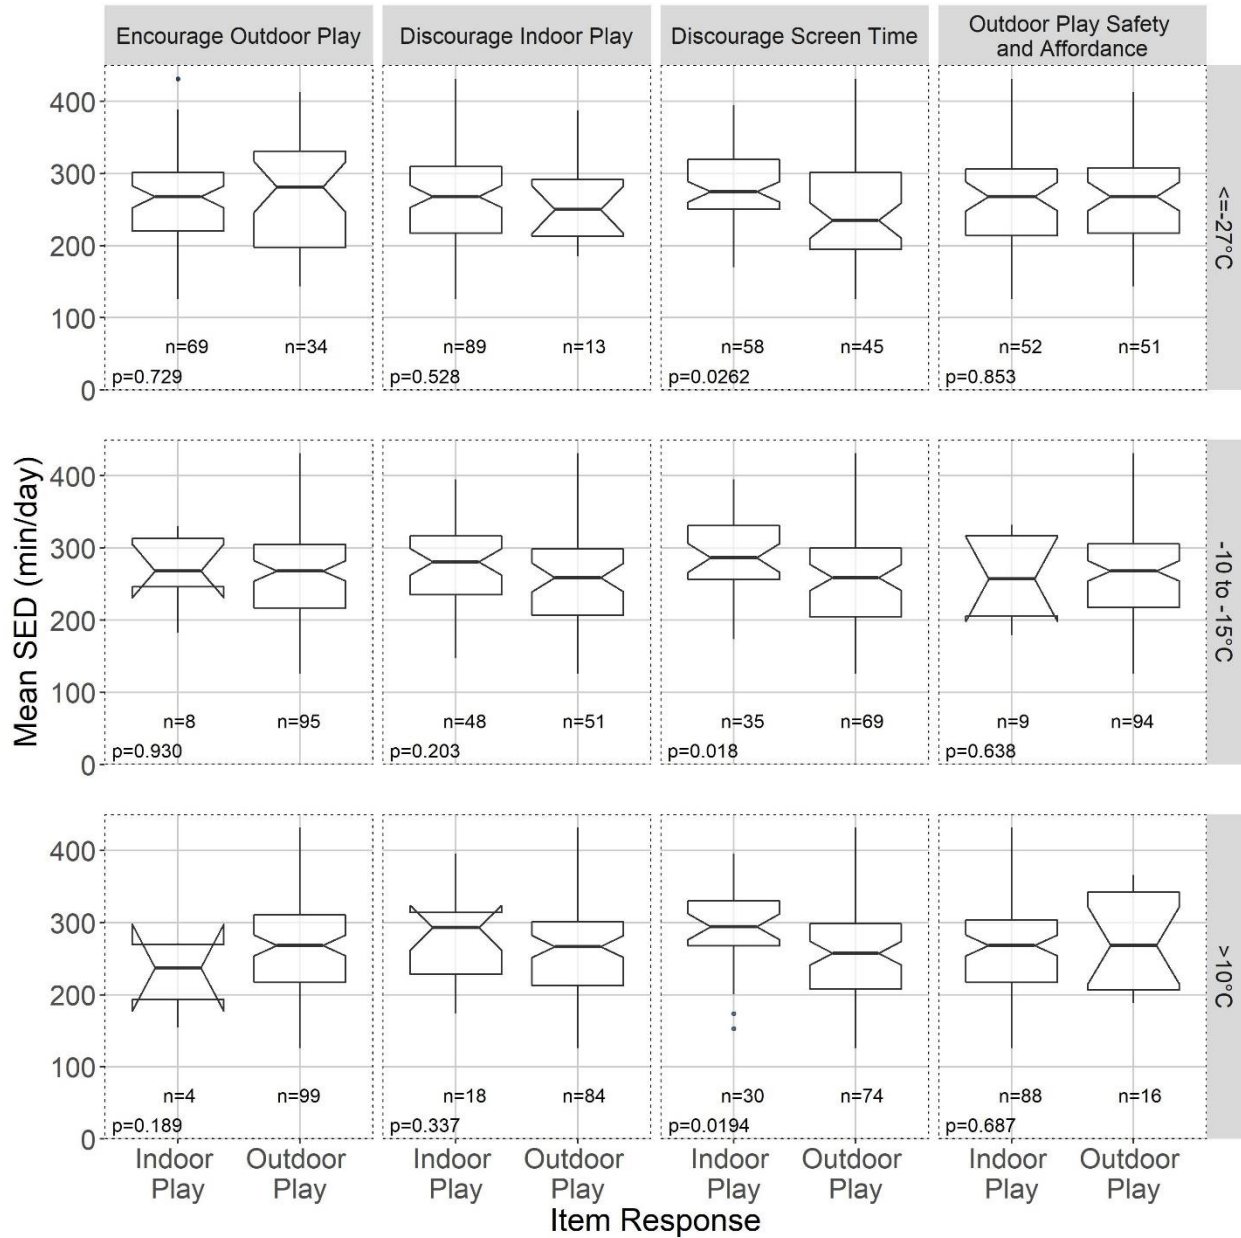 Encourage Outdoor Play
Discourage Indoor Play
Discourage Screen Time
Outdoor Play Safety
and Affordance
Mean SED (min/day)
400
300
200
100
0
n=69
n=34
p=0.729
n=89
n=13
p=0.528
n=58
n=45
p=0.0262
n=52
n=51
p=0.853
<=-27°C
400
300
200
100
0
n=8
n=95
p=0.930
n=48
n=51
p=0.203
n=35
n=69
p=0.018
n=9
n=94
p=0.638
-10 to -15°C
400
300
200
100
0
n=4
n=99
p=0.189
n=18
n=84
p=0.337
n=30
n=74
p=0.0194
n=88
n=16
p=0.687
>10°C
Indoor
Play
Outdoor
Play
Indoor
Play
Outdoor
Play
Indoor
Play
Outdoor
Play
Indoor
Play
Outdoor
Play
Item Response